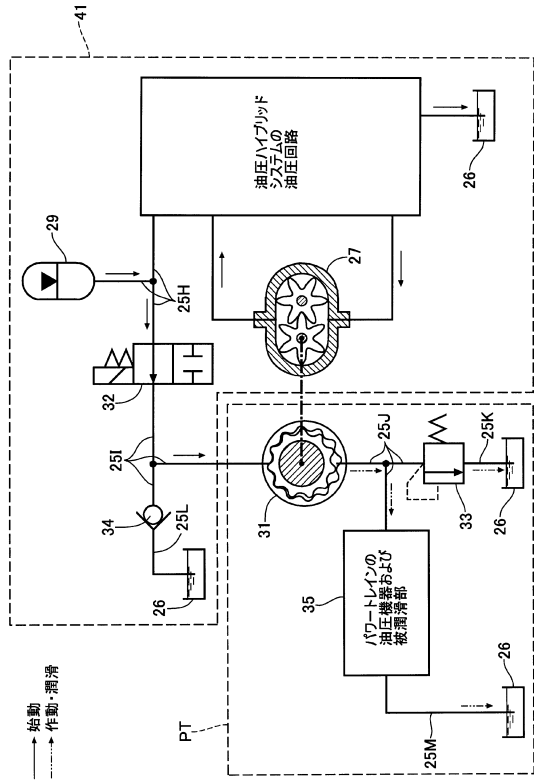 始動
作動・潤滑
41
29
25H
32
25I
34
25L
26
油圧ハイブリッド
システムの
油圧回路
26
27
31
25J
25K
33
26
35
パワートレインの
油圧機器および
被潤滑部
26
25M
PT